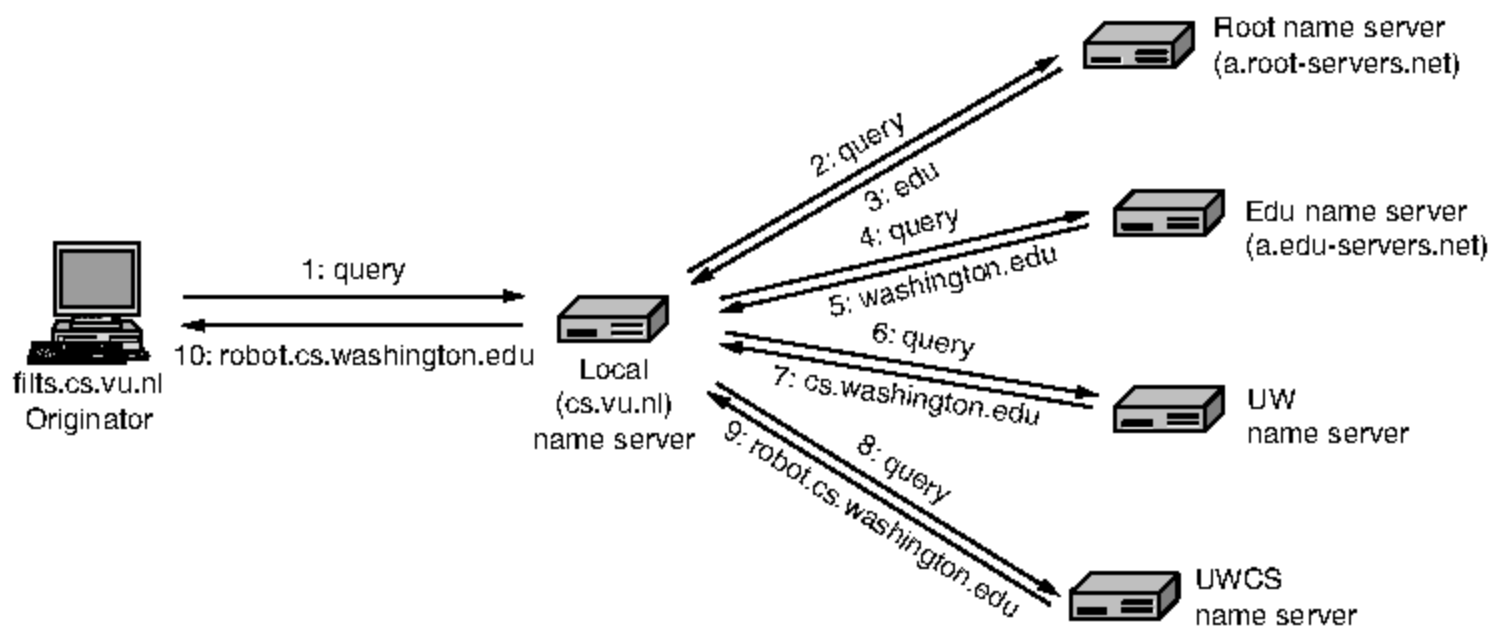 Root name server
(a.root-servers.net)
2: query
3: edu
Edu name server
(a.edu-servers.net)
4: query
5: washington.edu
1: query
10: robot.cs.washington.edu
filts.cs.vu.nl
Originator
Local
(cs.vu.nl)
name server
6: query
7: cs.washington.edu
UW
name server
8: query
9: robot.cs.washington.edu
UWCS
name server